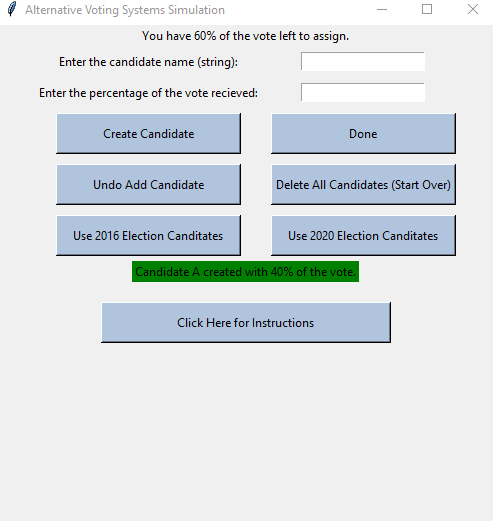 Alternative Voting Systems Simulation
You have 60% of the vote left to assign.
Enter the candidate name (string):
Enter the percentage of the vote recieved:
Create Candidate
Done
Undo Add Candidate
Delete All Candidates (Start Over)
Use 2016 Election Canditates
Use 2020 Election Canditates
Candidate A created with 40% of the vote.
Click Here for Instructions